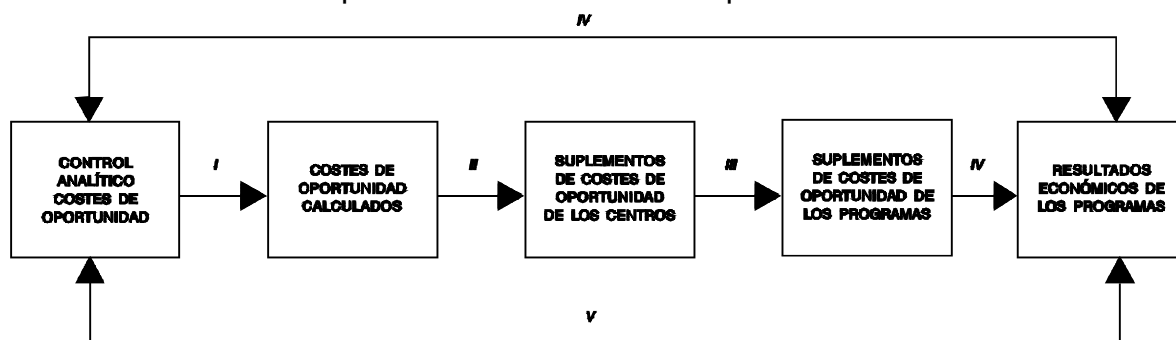 IV
CONTROL
ANALÍTICO
COSTES DE
OPORTUNIDAD
I
COSTES DE
OPORTUNIDAD
CALCULADOS
II
SUPLEMENTOS
DE COSTES DE
OPORTUNIDAD
DE LOS CENTROS
III
SUPLEMENTOS
DE COSTES DE
OPORTUNIDAD DE
LOS PROGRAMAS
IV
RESULTADOS
ECONÓMICOS DE
LOS PROGRAMAS
V